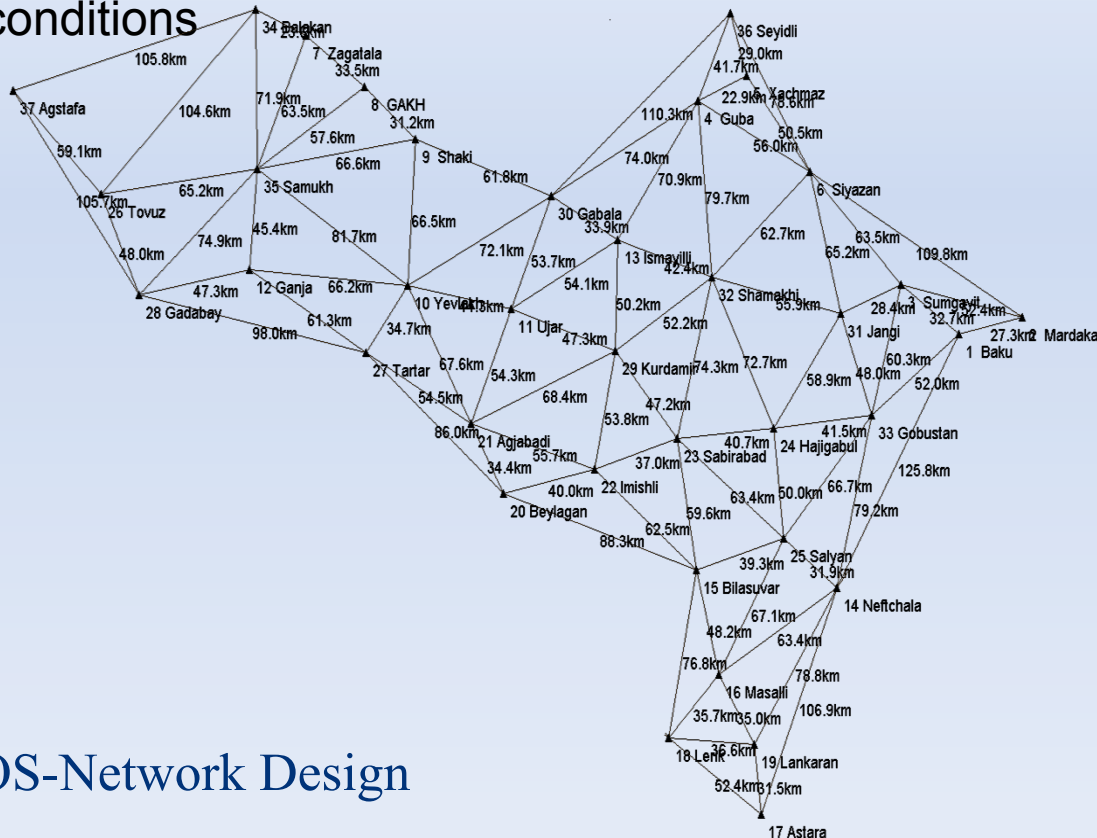 conditions
34 Balakan
7 Zagatala
33.5km
105.8km
37 Agstafa
104.6km
71.9km
63.5km
8 GAKH
31.2km
57.6km
59.1km
66.6km
9 Shaki
65.2km
35 Samukh
61.8km
105.7km
26 Tovuz
30 Gabala
33.9km
66.5km
45.4km
81.7km
74.9km
48.0km
72.1km
53.7km
13 Ismayilli
42.4km
36 Seyidli
29.0km
41.7km
5 Xachmaz
22.9km
78.6km
110.3km
4 Guba
50.5km
56.0km
74.0km
70.9km
79.7km
6 Siyazan
62.7km
63.5km
65.2km
109.8km
54.1km
12 Ganja
66.2km
47.3km
28 Gadabay
61.3km
98.0km
10 Yevlakh
44.3km
50.2km
32 Shamakhi
55.9km
3 Sumgayit
52.4km
28.4km
32.7km
34.7km
11 Ujar
47.3km
52.2km
31 Jangi
27.3km
2 Mardaka
1 Baku
27 Tartar
67.6km
54.3km
29 Kurdamir
74.3km
72.7km
60.3km
58.9km
48.0km
52.0km
54.5km
68.4km
47.2km
53.8km
86.0km
21 Agjabadi
55.7km
34.4km
37.0km
23 Sabirabad
40.7km
24 Hajigabul
41.5km
33 Gobustan
125.8km
40.0km
22 Imishli
63.4km
50.0km
66.7km
79.2km
20 Beylagan
59.6km
62.5km
88.3km
25 Salyan
39.3km
31.9km
15 Bilasuvar
14 Neftchala
67.1km
48.2km
63.4km
76.8km
78.8km
16 Masalli
106.9km
35.7km
35.0km
36.6km
18 Lerik
19 Lankaran
52.4km
31.5km
17 Astara
OS-Network Design